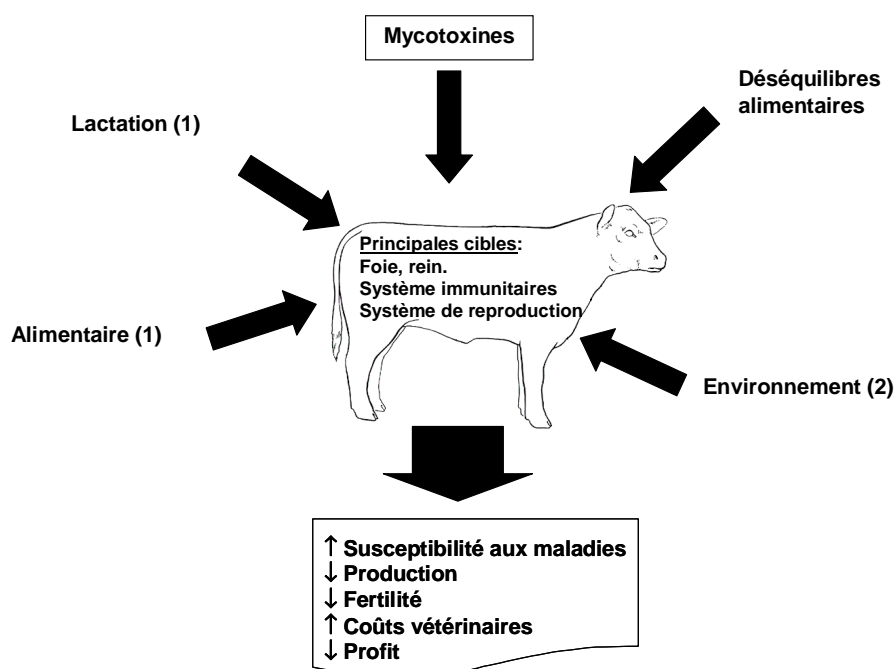 Mycotoxines
Déséquilibres
alimentaires
Lactation (1)
Principales cibles:
Foie, rein.
Système immunitaires
Système de reproduction
Alimentaire (1)
Environnement (2)
↑ Susceptibilité aux maladies
↓ Production
↓ Fertilité
↑ Coûts vétérinaires
↓ Profit